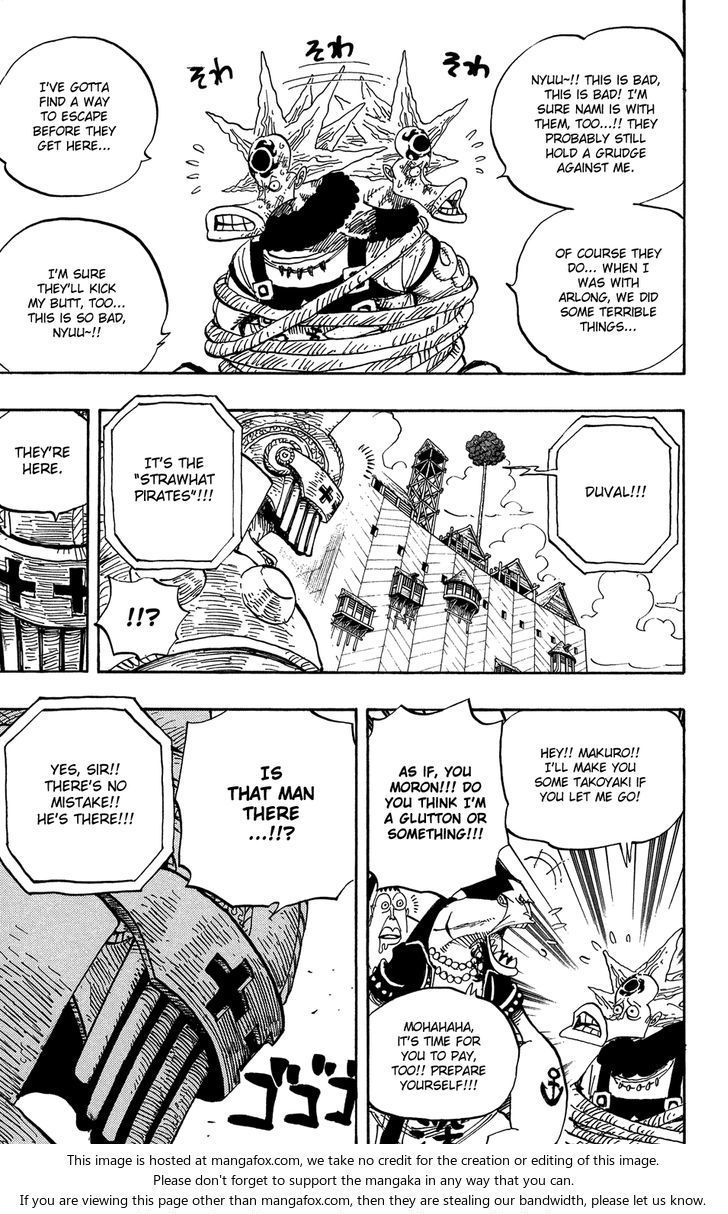 そわ
そわ
そわ
NYUU~!! THIS IS BAD,
THIS IS BAD! I'M
SURE NAMI IS WITH
THEM, TOO...!! THEY
PROBABLY STILL
HOLD A GRUDGE
AGAINST ME.
OF COURSE THEY
DO... WHEN I
WAS WITH
ARLONG, WE DID
SOME TERRIBLE
THINGS...
I'VE GOTTA
FIND A WAY
TO ESCAPE
BEFORE THEY
GET HERE...
I'M SURE
THEY'LL KICK
MY BUTT, TOO...
THIS IS SO BAD,
NYUU~!!
DUVAL!!!
IT'S THE
"STRAWHAT
PIRATES"!!!
!!?
THEY'RE
HERE.
HEY!! MAKURO!!
I'LL MAKE YOU
SOME TAKOYAKI IF
YOU LET ME GO!
AS IF, YOU
MORON!!! DO
YOU THINK I'M
A GLUTTON OR
SOMETHING!!!
MOHAHAHA,
IT'S TIME FOR
YOU TO PAY,
TOO!! PREPARE
YOURSELF!!!
IS
THAT MAN
THERE
...!!?
YES, SIR!!
THERE'S NO
MISTAKE!!
HE'S THERE!!!
ゴゴゴ
This image is hosted at mangafox.com, we take no credit for the creation or editing of this image.
Please don't forget to support the mangaka in any way that you can.
If you are viewing this page other than mangafox.com, then they are stealing our bandwidth, please let us know.